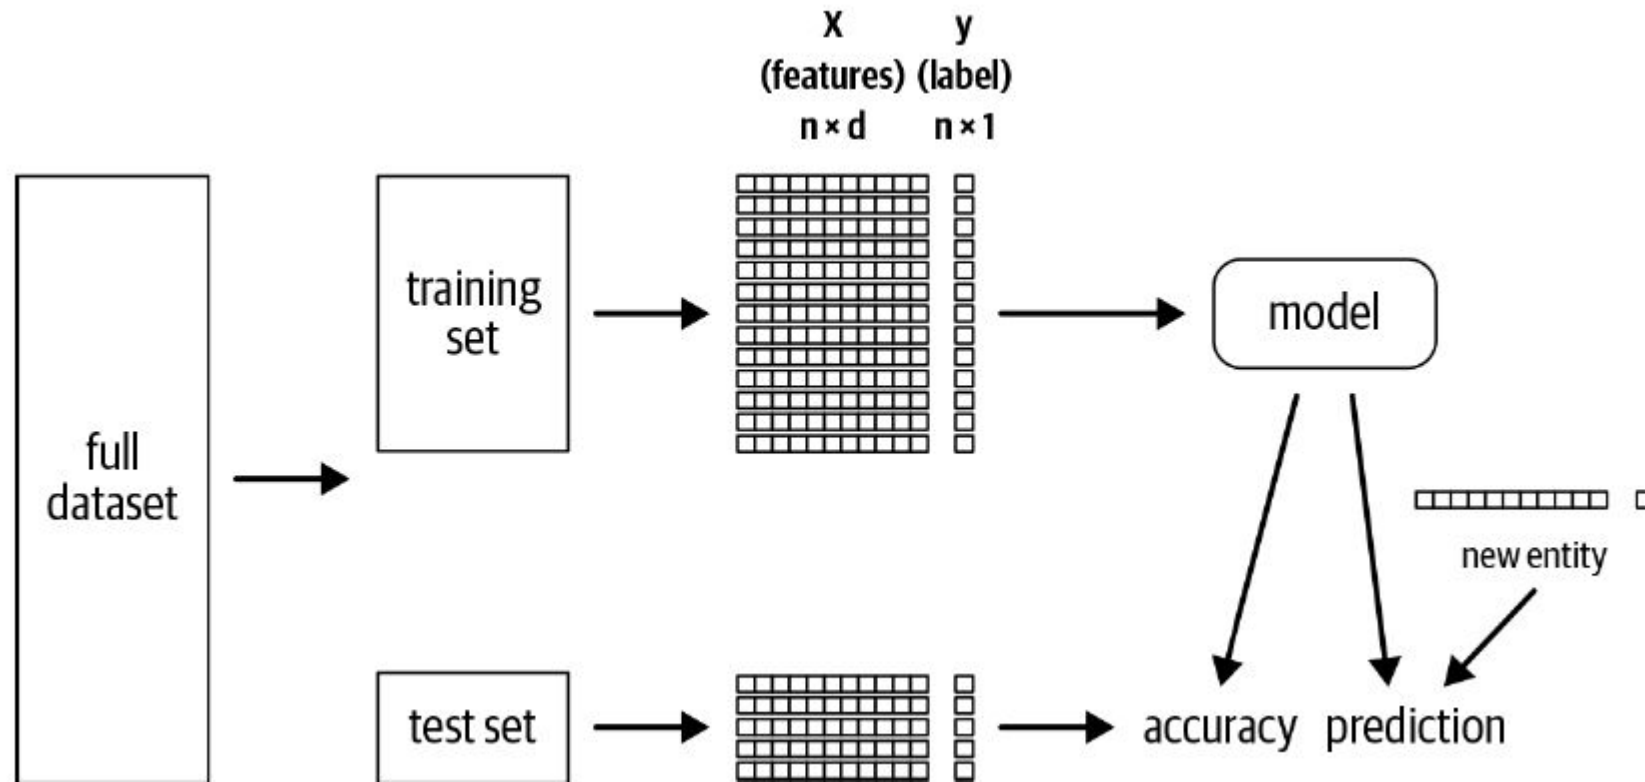 X y
(features) (label)
n × d n × 1
full
dataset
training
set
model
new entity
test set
accuracy prediction